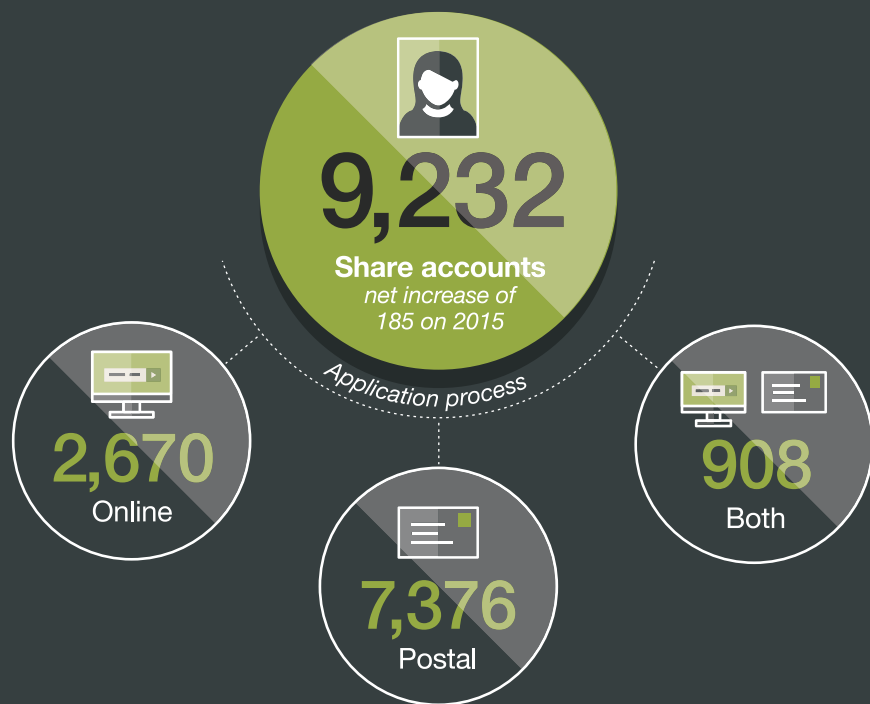 9,232
Share accounts
net increase of
185 on 2015
Application process
2,670
Online
7,376
Postal
908
Both